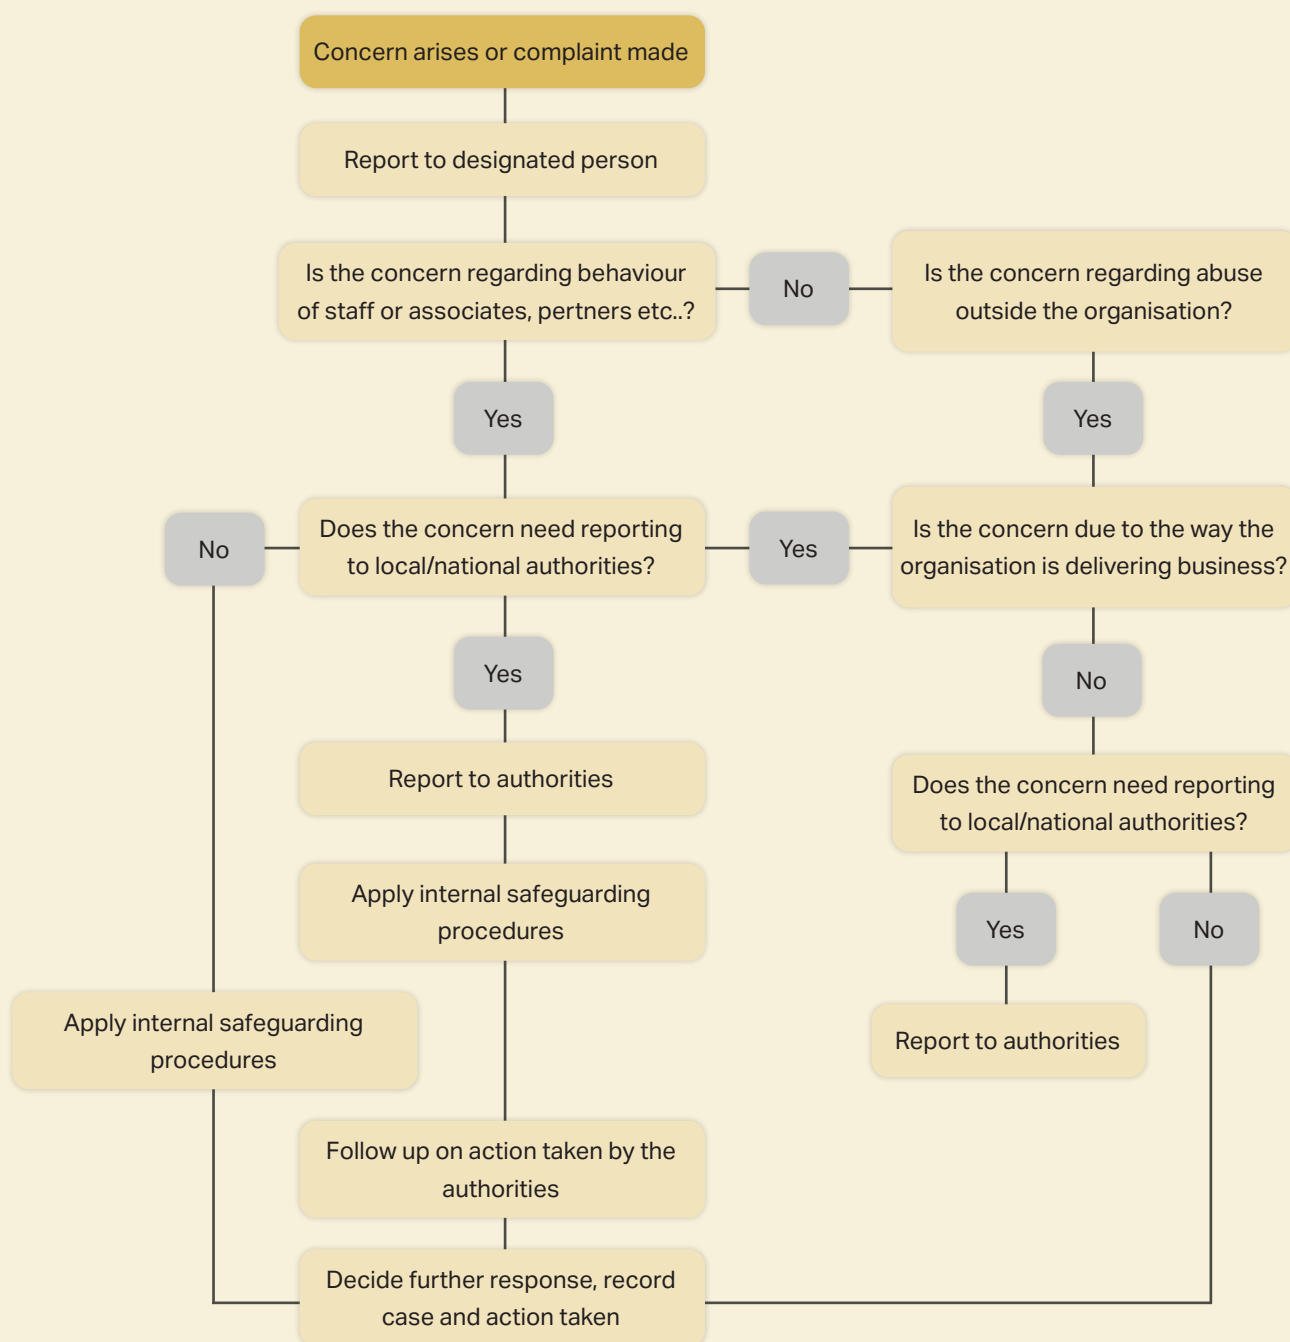 Concern arises or complaint made
Report to designated person
Is the concern regarding behaviour
of staff or associates, pertners etc..?
No
Is the concern regarding abuse
outside the organisation?
Yes
Yes
No
Does the concern need reporting
to local/national authorities?
Yes
Is the concern due to the way the
organisation is delivering business?
Yes
No
Report to authorities
Does the concern need reporting
to local/national authorities?
Apply internal safeguarding
procedures
Yes
No
Apply internal safeguarding
procedures
Report to authorities
Follow up on action taken by the
authorities
Decide further response, record
case and action taken